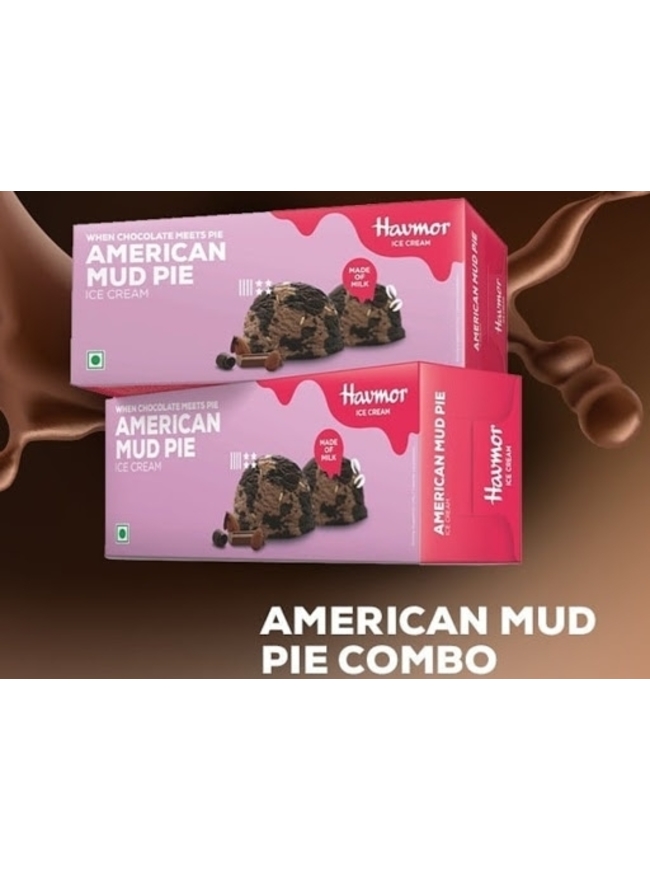 WHEN CHOCOLATE MEETS PIE
AMERICAN
MUD PIE
ICE CREAM
Havmor
ICE CREAM
MADE
OF
MILK
AMERICAN MUD PIE
Havmor
WHEN CHOCOLATE MEETS PIE
AMERICAN
MUD PIE
ICE CREAM
Havmor
ICE CREAM
MADE
OF
MILK
AMERICAN MUD PIE
ICE CREAM
Havmor
ICE CREAM
AMERICAN MUD
PIE COMBO